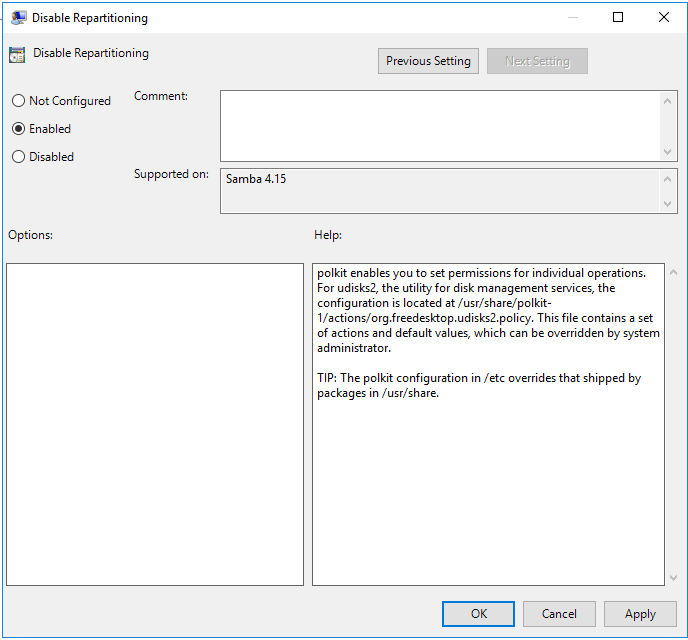 Disable Repartitioning
Disable Repartitioning
Previous Setting
Next Setting
Not Configured
Enabled
Disabled
Comment:
Supported on:
Samba 4.15
Options:
Help:
polkit enables you to set permissions for individual operations.
For udisks2, the utility for disk management services, the
configuration is located at /usr/share/polkit-
1/actions/org.freedesktop.udisks2.policy. This file contains a set
of actions and default values, which can be overridden by system
administrator.
TIP: The polkit configuration in /etc overrides that shipped by
packages in /usr/share.
OK
Cancel
Apply